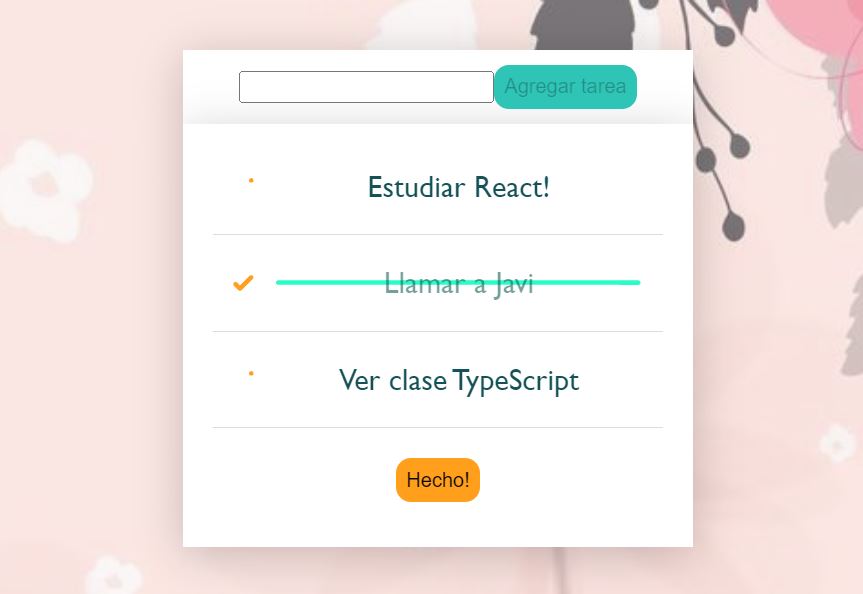 Agregar tarea
Estudiar React!
Llamar a Javi
Ver clase TypeScript
Hecho!